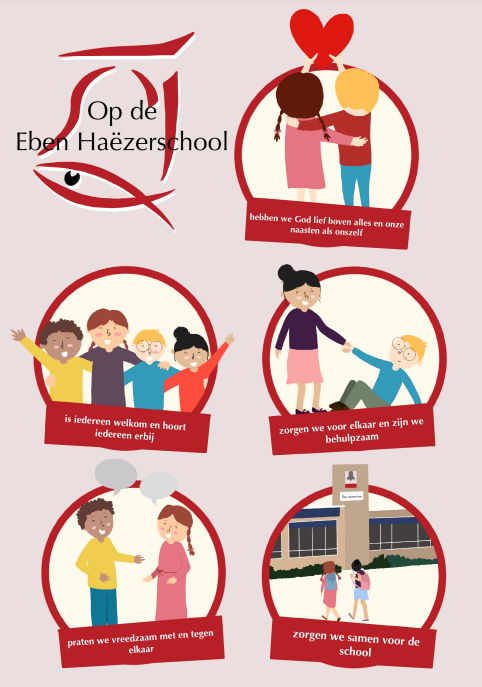 Op de
Eben Haëzerschool
hebben we God lief boven alles en onze
naasten als onszelf
is iedereen welkom en hoort
iedereen erbij
zorgen we voor elkaar en zijn we
behulpzaam
praten we vreedzaam met en tegen
elkaar
zorgen we samen voor de
school